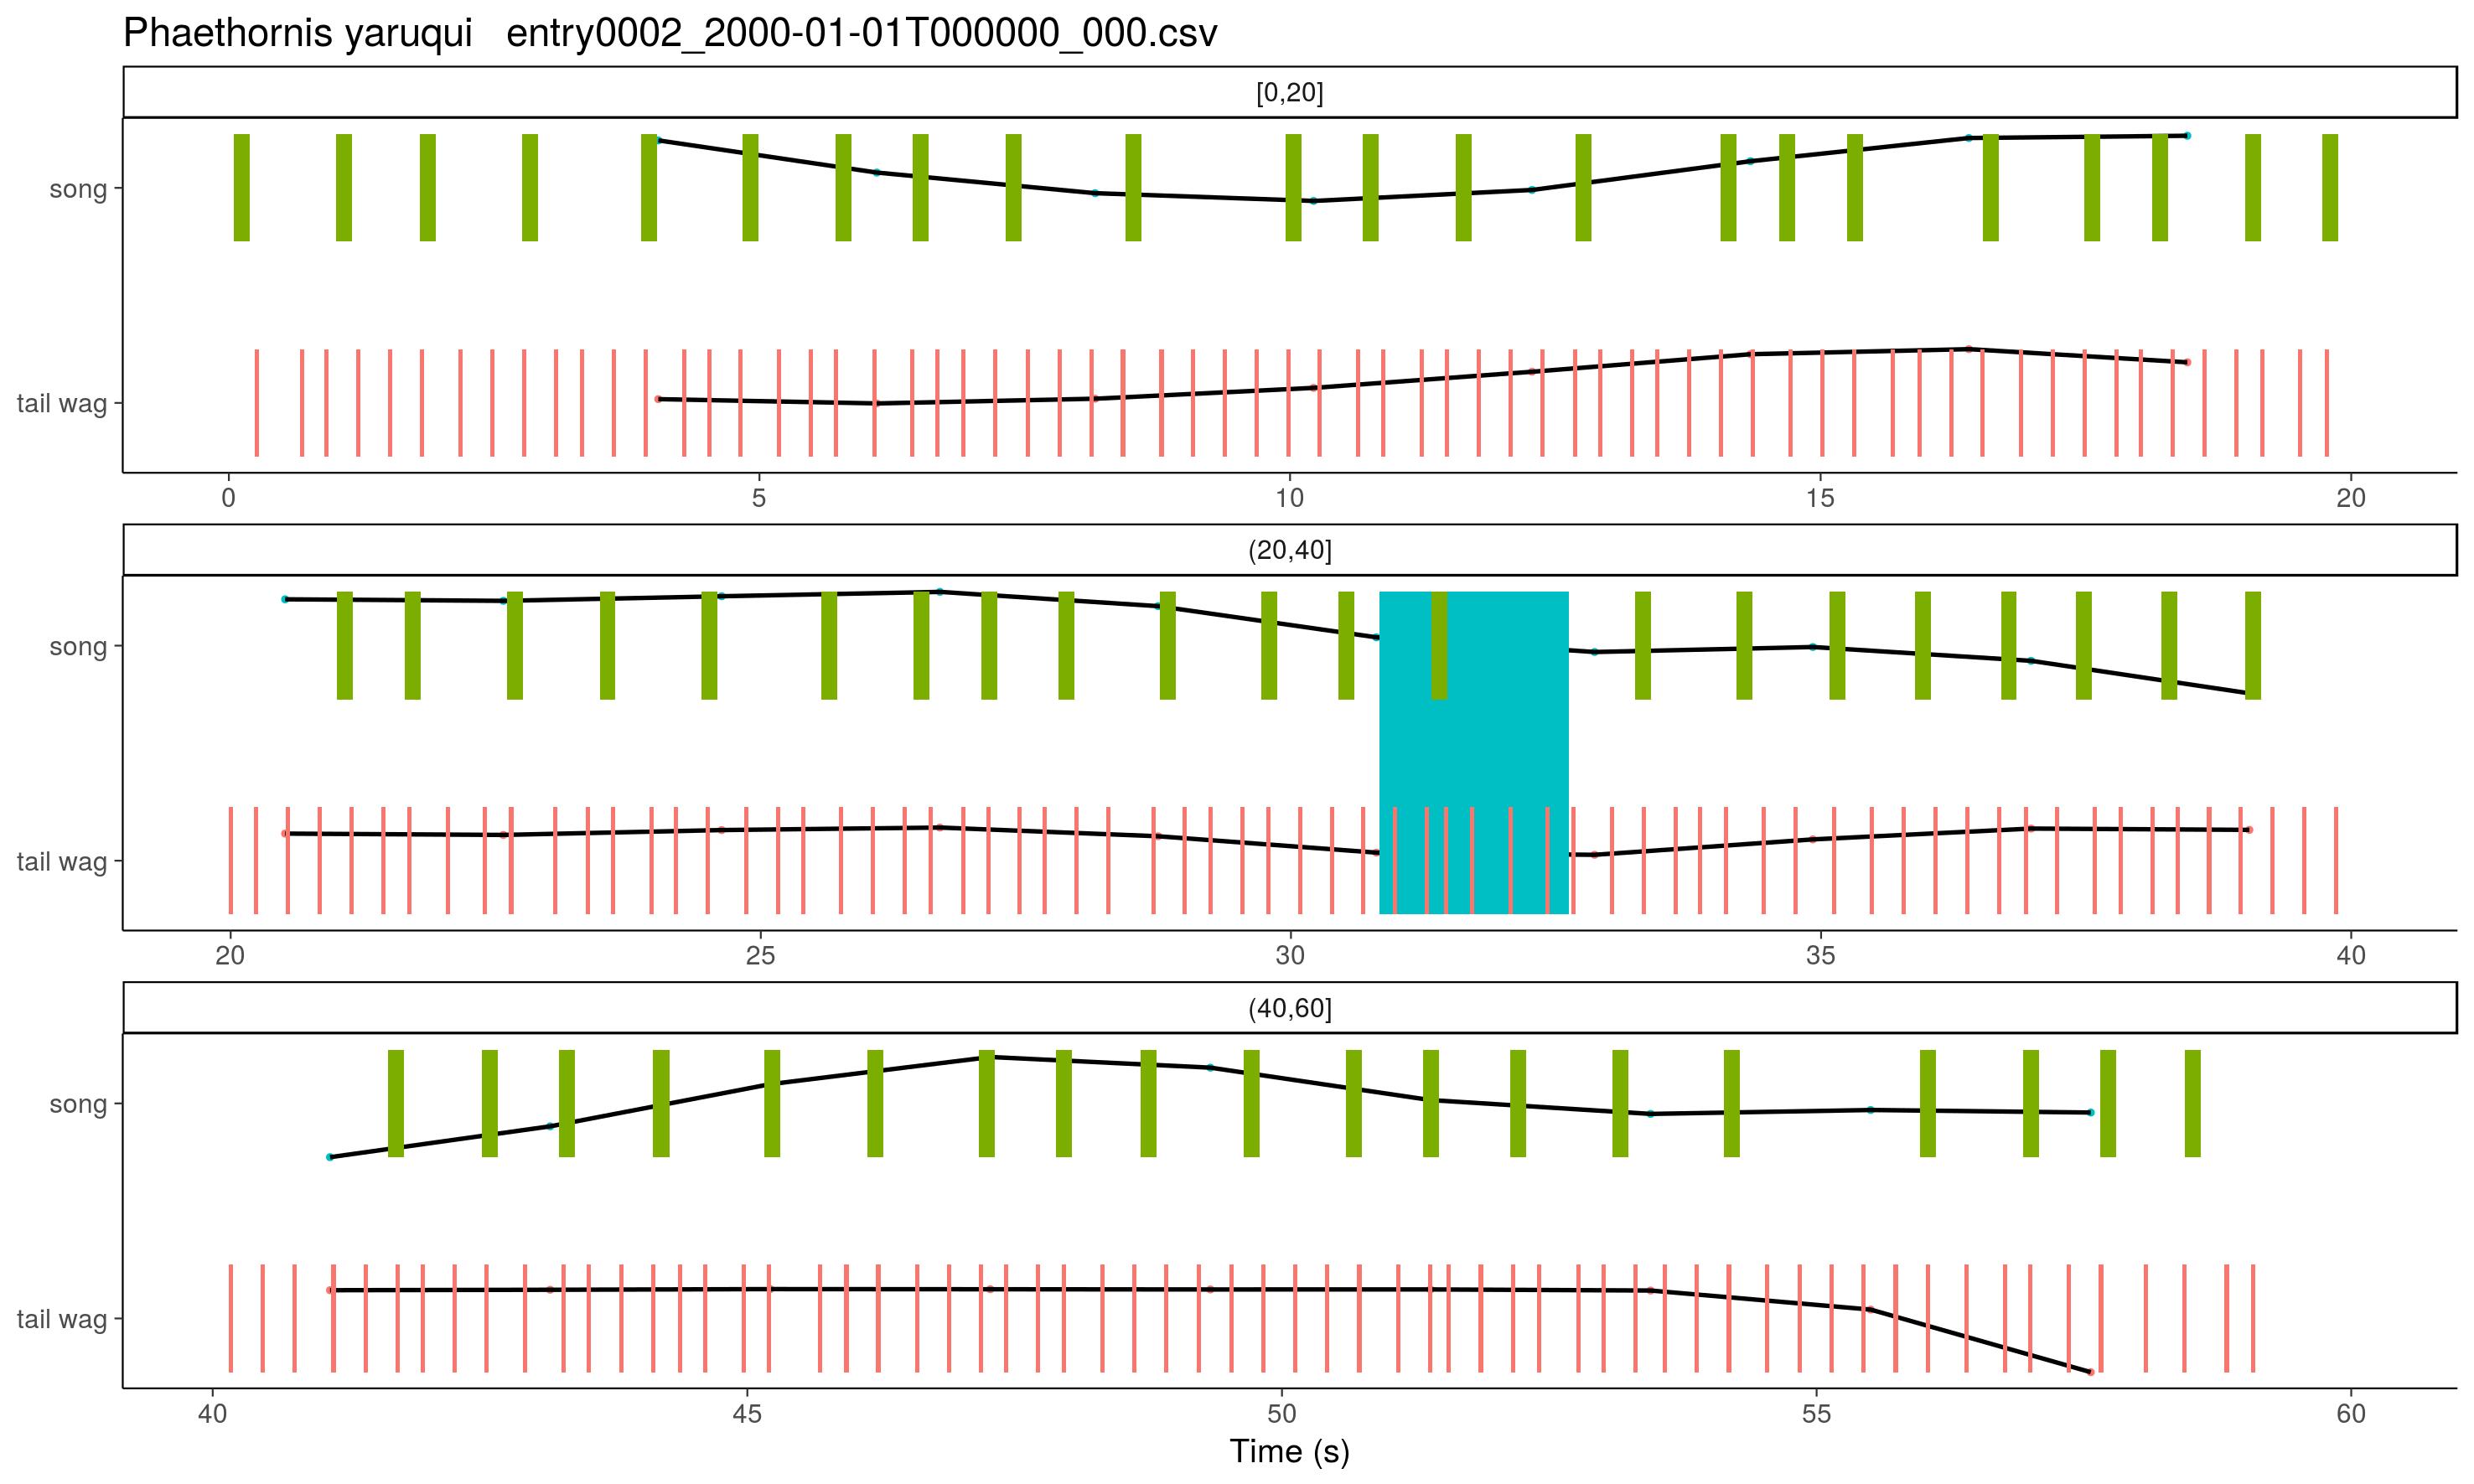 Phaethornis yaruqui   entry0002_2000-01-01T000000_000.csv
[0,20]
song
tail wag
0 5 10 15 20
(20,40]
song
tail wag
20 25 30 35 40
(40,60]
song
tail wag
40 45 50 55 60
Time (s)